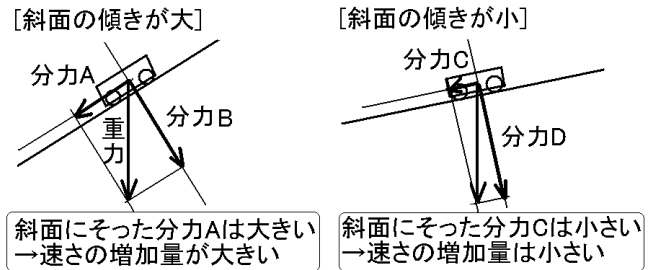 [斜面の傾きが大]
分力A
重力
分力B
斜面にそった分力Aは大きい
→速さの増加量が大きい
[斜面の傾きが小]
分力C
分力D
斜面にそった分力Cは小さい
→速さの増加量は小さい